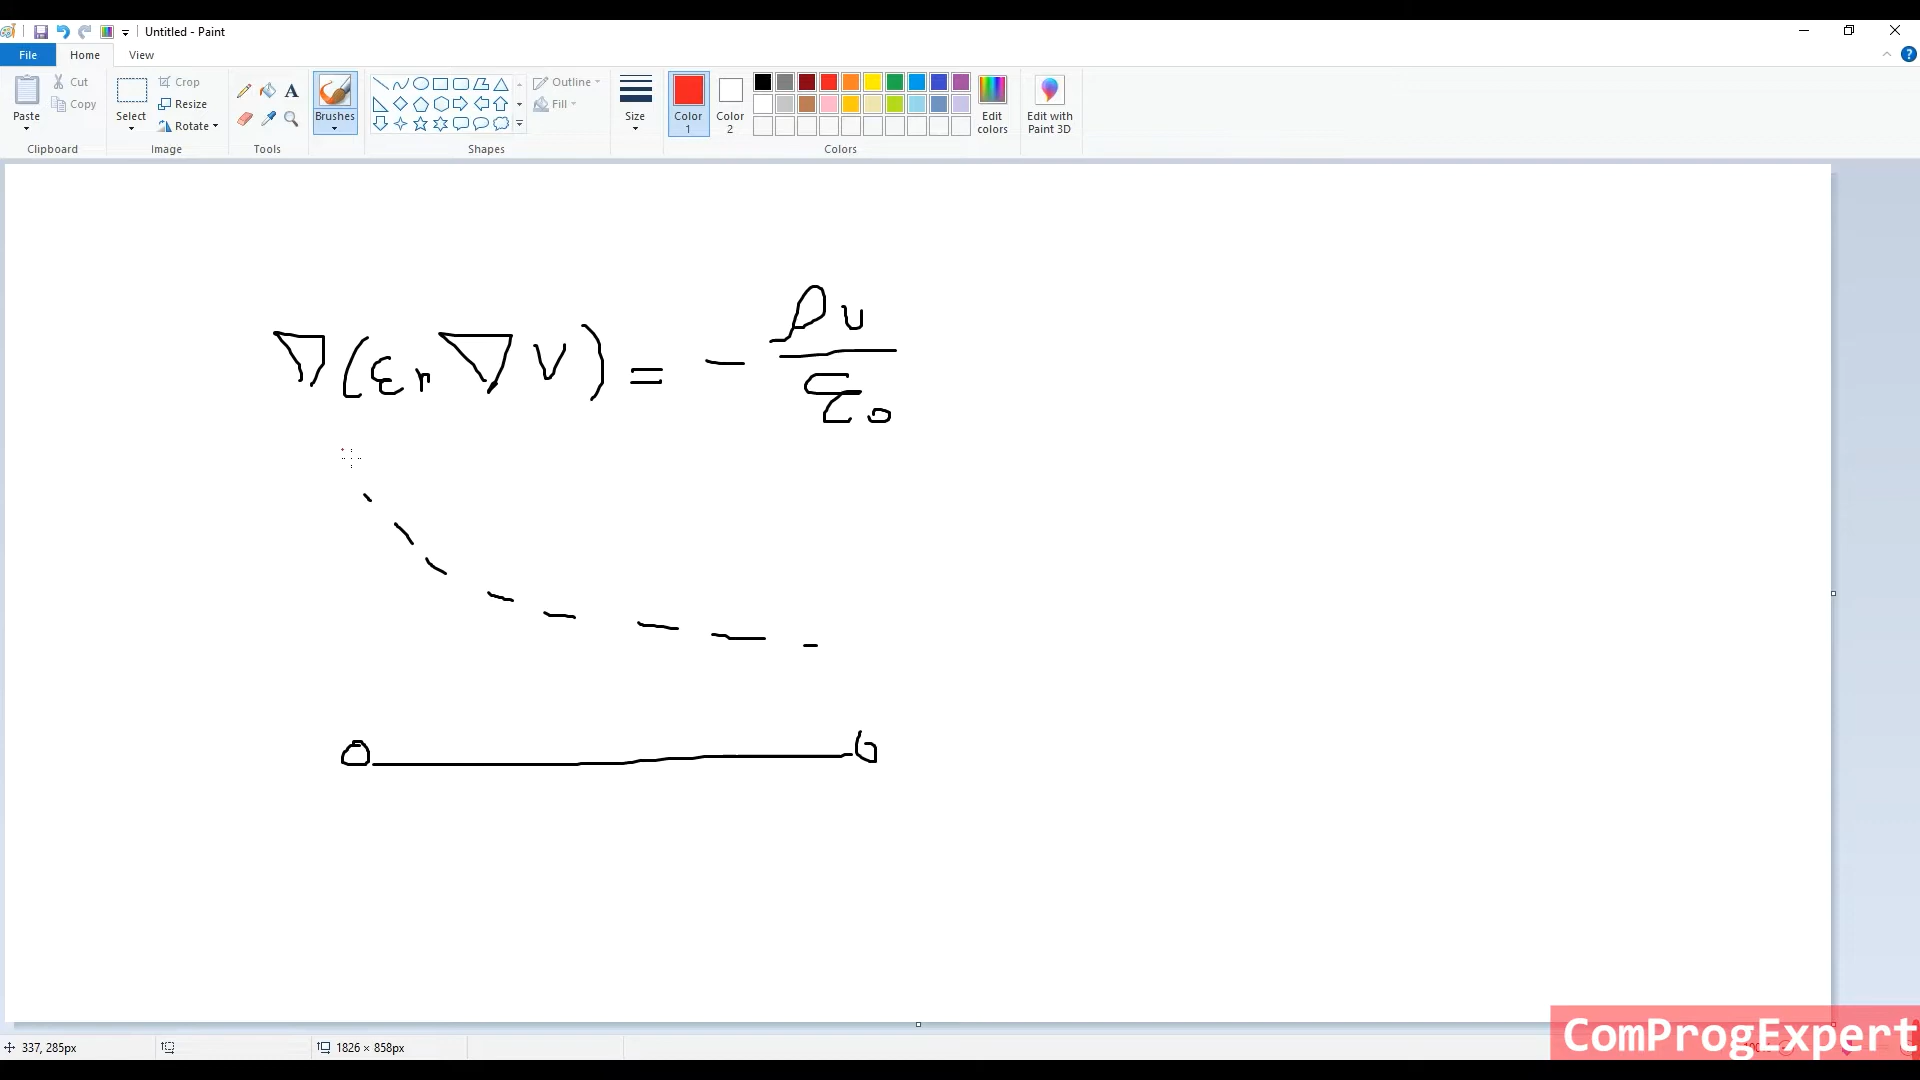 Untitled - Paint
File Home View
Paste Cut Copy Clipboard
Select Crop Resize Rotate Image
Tools
Brushes
Shapes
Outline Fill
Size
Color 1 Color 2
Edit colors
Colors
Edit with Paint 3D
∇(εr ∇ V) = - ρv / ε0
0
337, 285px
1826 × 858px
ComProgExpert